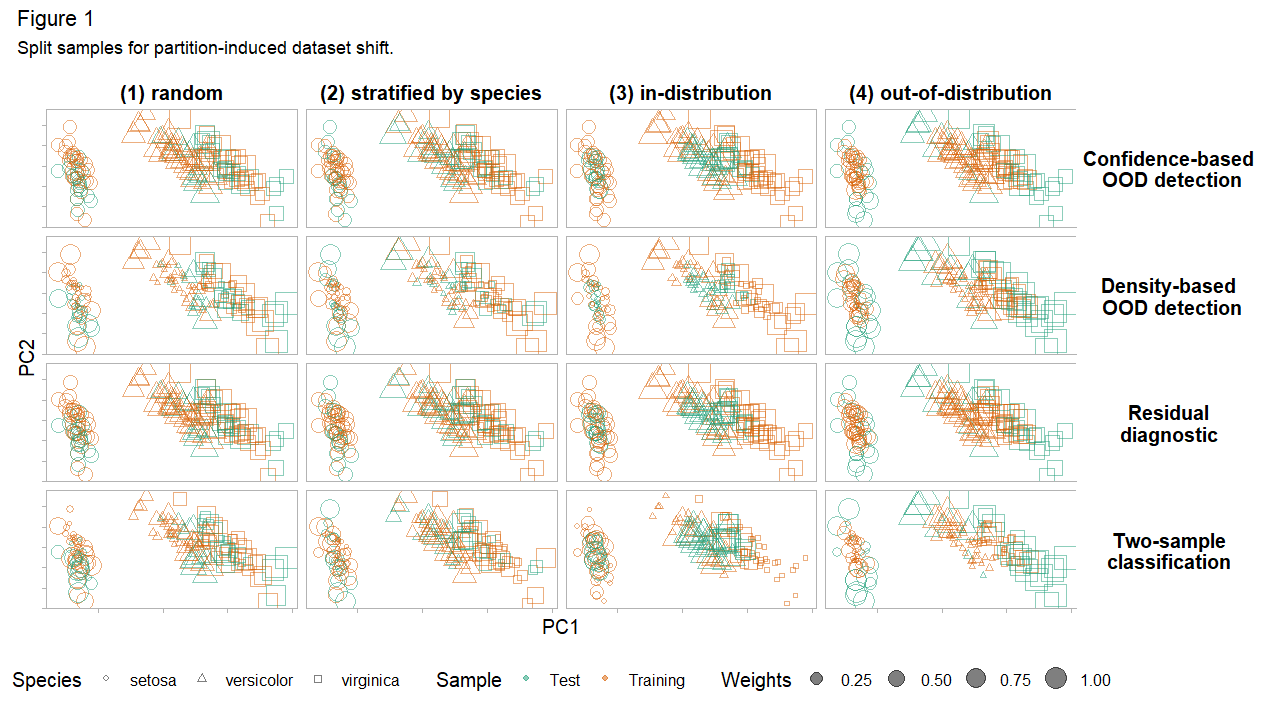 Figure 1
Split samples for partition-induced dataset shift.
(1) random
(2) stratified by species
(3) in-distribution
(4) out-of-distribution
Confidence-based
OOD detection
Density-based
OOD detection
Residual
diagnostic
Two-sample
classification
PC2
PC1
Species setosa versicolor virginica Sample Test Training Weights 0.25 0.50 0.75 1.00